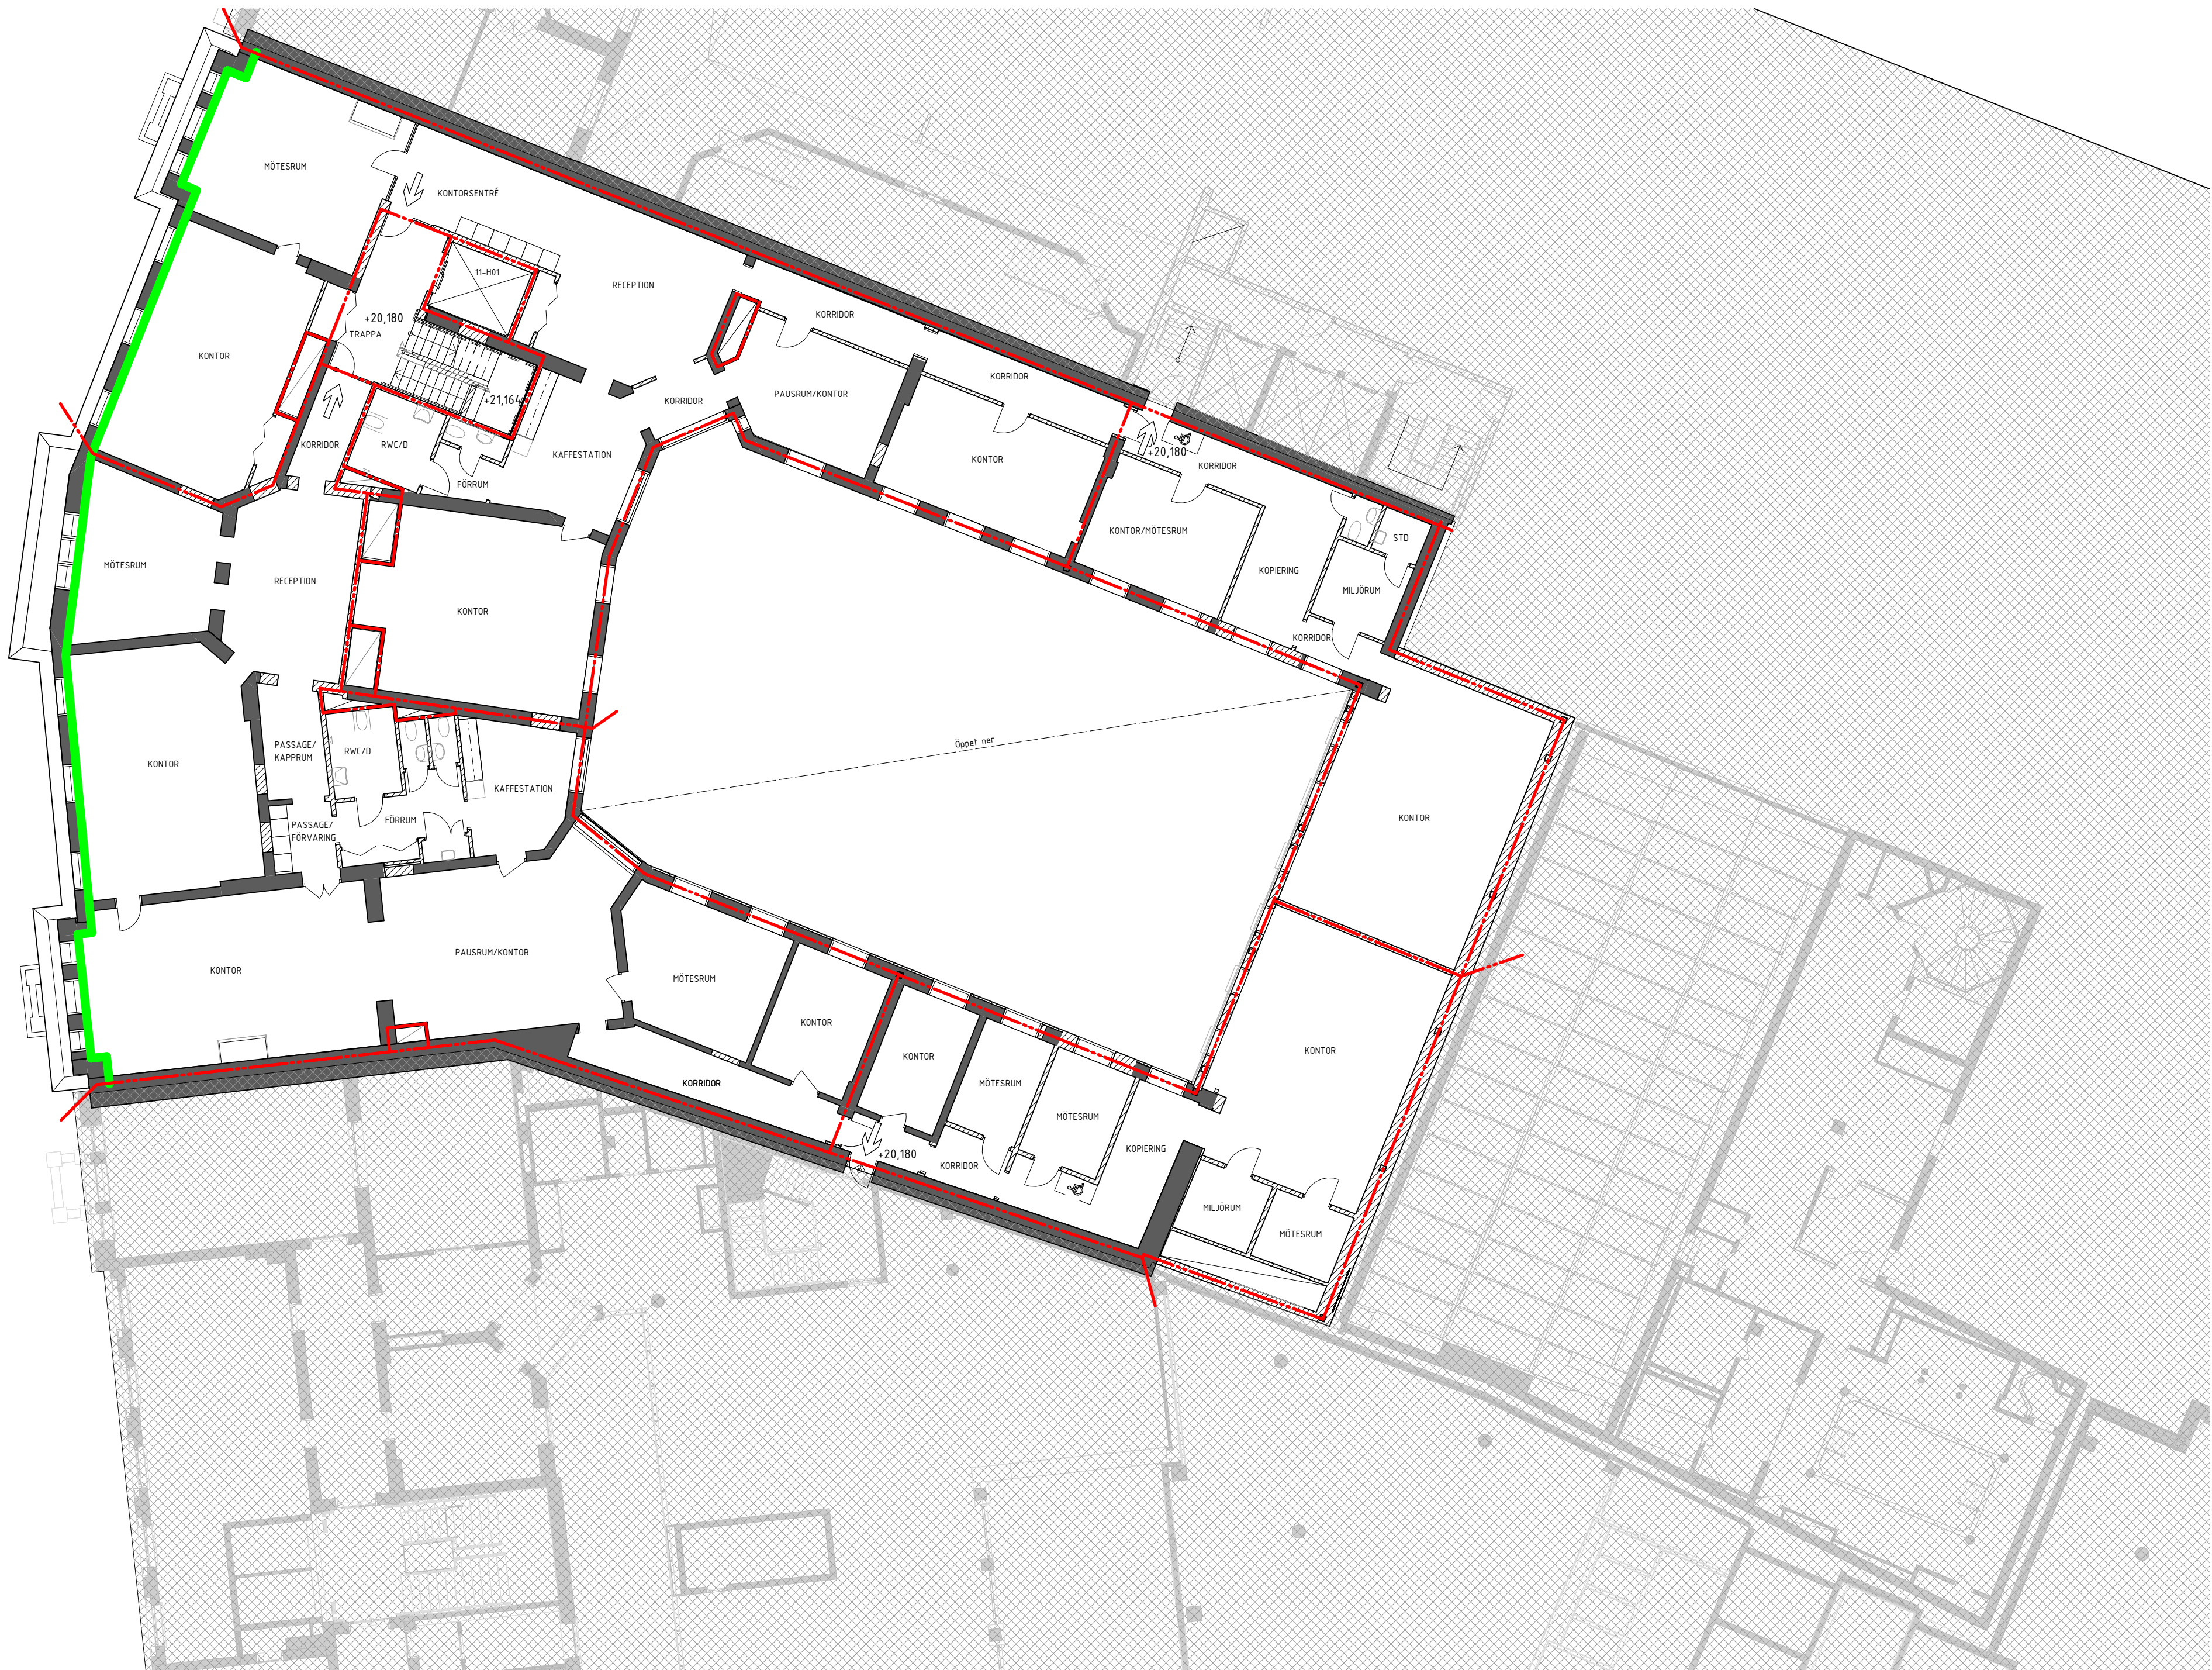 MÖTESRUM
KONTORSENTRÉ
11-H01
RECEPTION
+20,180
TRAPPA
KORRIDOR
KONTOR
KORRIDOR
PAUSRUM/KONTOR
+21,164
KORRIDOR
KORRIDOR
RWC/D
KAFFESTATION
FÖRRUM
KONTOR
+20,180
KORRIDOR
KONTOR/MÖTESRUM
STD
KOPIERING
MILJÖRUM
KORRIDOR
MÖTESRUM
RECEPTION
KONTOR
Öppet ner
PASSAGE/
KAPPRUM
RWC/D
KONTOR
KAFFESTATION
PASSAGE/
FÖRVARING
FÖRRUM
KONTOR
KONTOR
PAUSRUM/KONTOR
MÖTESRUM
KONTOR
KONTOR
KORRIDOR
KONTOR
MÖTESRUM
MÖTESRUM
KOPIERING
+20,180
KORRIDOR
MILJÖRUM
MÖTESRUM